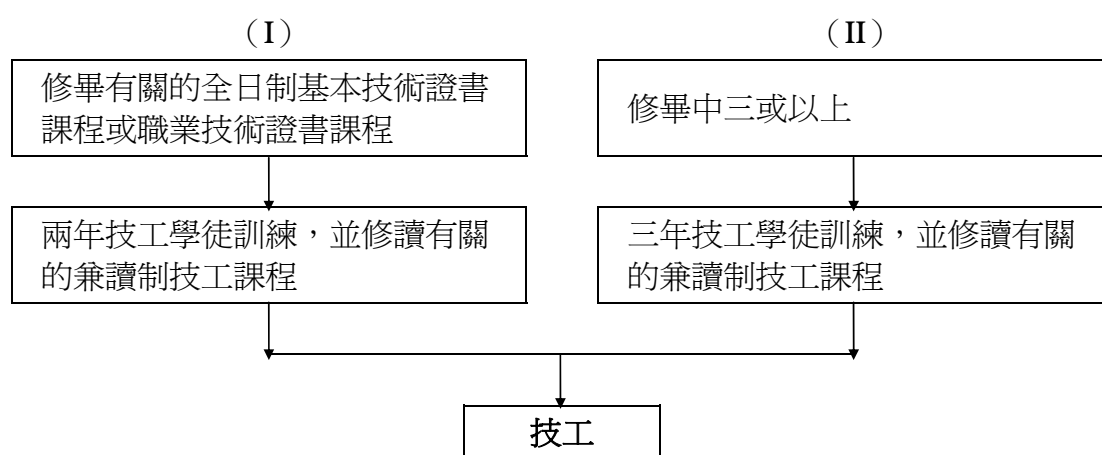 （I）
修畢有關的全日制基本技術證書
課程或職業技術證書課程
兩年技工學徒訓練，並修讀有關
的兼讀制技工課程
（II）
修畢中三或以上
三年技工學徒訓練，並修讀有關
的兼讀制技工課程
技工